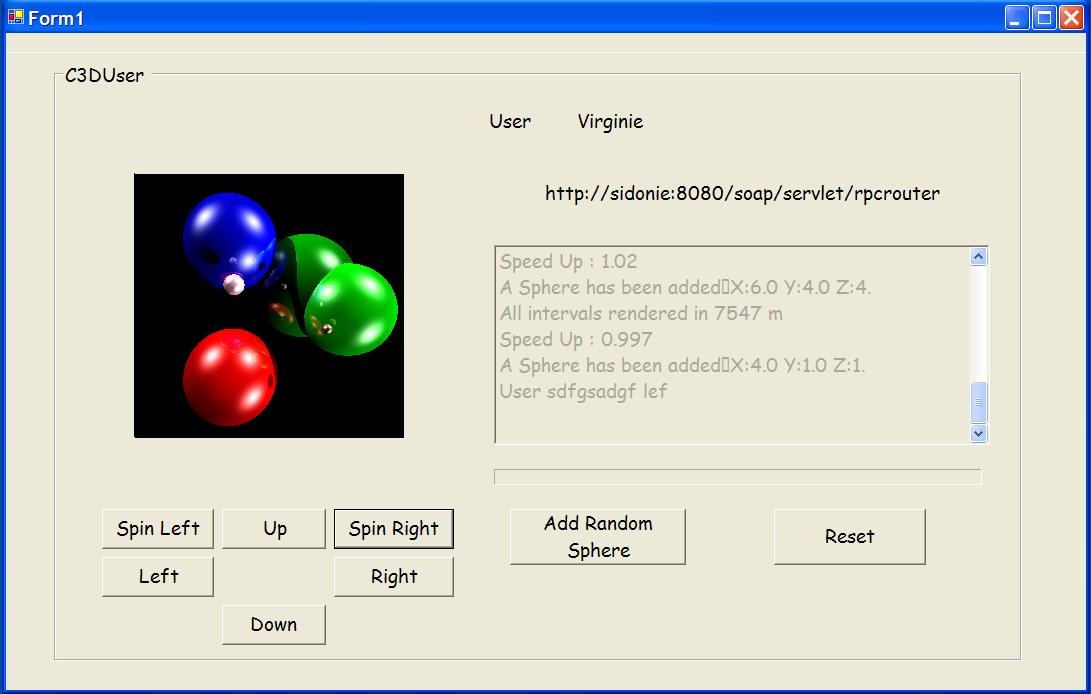 Form1
C3DUser
User Virginie
http://sidonie:8080/soap/servlet/rpcrouter
Speed Up : 1.02
A Sphere has been added▯X:6.0 Y:4.0 Z:4.
All intervals rendered in 7547 m
Speed Up : 0.997
A Sphere has been added▯X:4.0 Y:1.0 Z:1.
User sdfgsadgf lef
Spin Left Up Spin Right
Left Right
Down
Add Random
Sphere
Reset